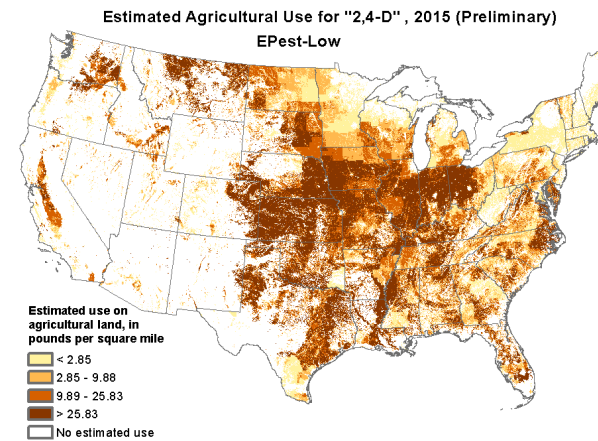 Estimated Agricultural Use for "2,4-D" , 2015 (Preliminary)
EPest-Low
Estimated use on
agricultural land, in
pounds per square mile
< 2.85
2.85 - 9.88
9.89 - 25.83
> 25.83
No estimated use